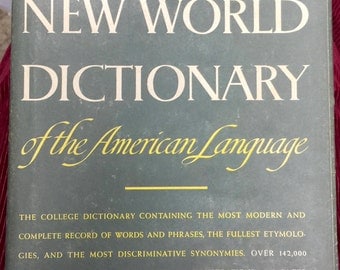 NEW WORLD
DICTIONARY
of the American Language
THE COLLEGE DICTIONARY CONTAINING THE MOST MODERN AND
COMPLETE RECORD OF WORDS AND PHRASES, THE FULLEST ETYMOLO-
GIES, AND THE MOST DISCRIMINATIVE SYNONYMIES. OVER 142,000